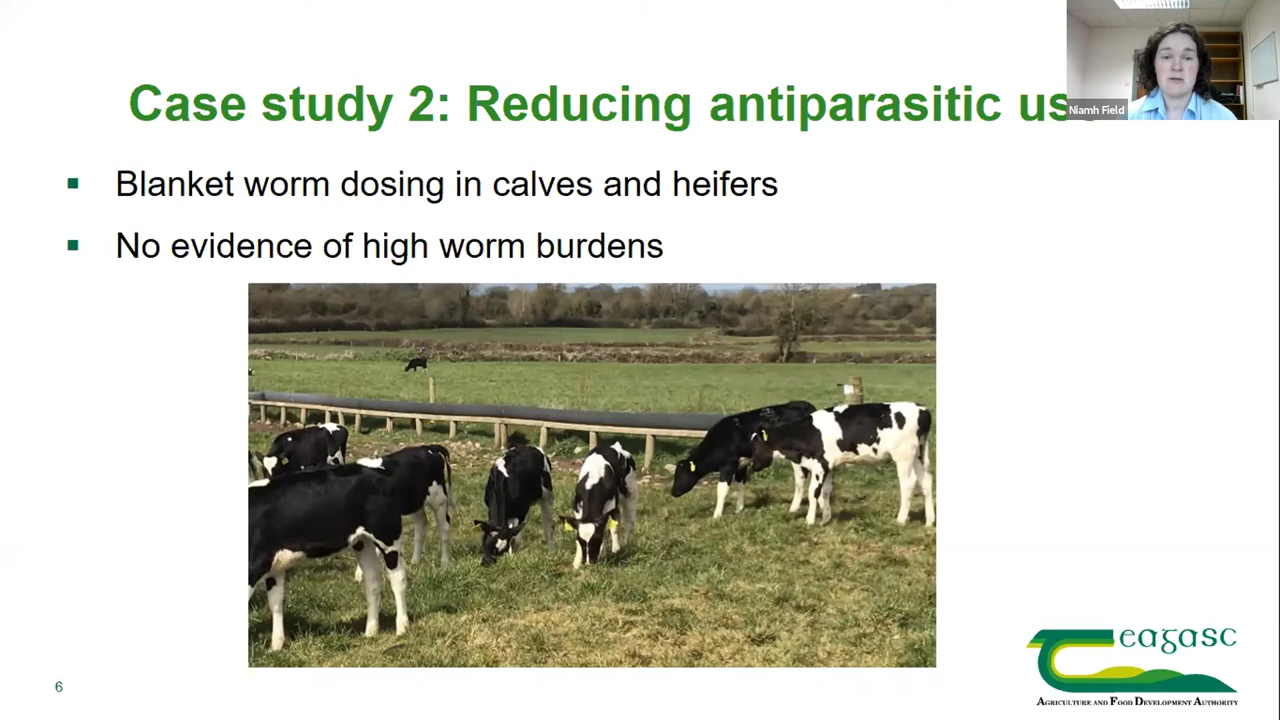 Case study 2: Reducing antiparasitic us
Niamh Field
Blanket worm dosing in calves and heifers
No evidence of high worm burdens
Teagasc
AGRICULTURE AND FOOD DEVELOPMENT AUTHORITY
6